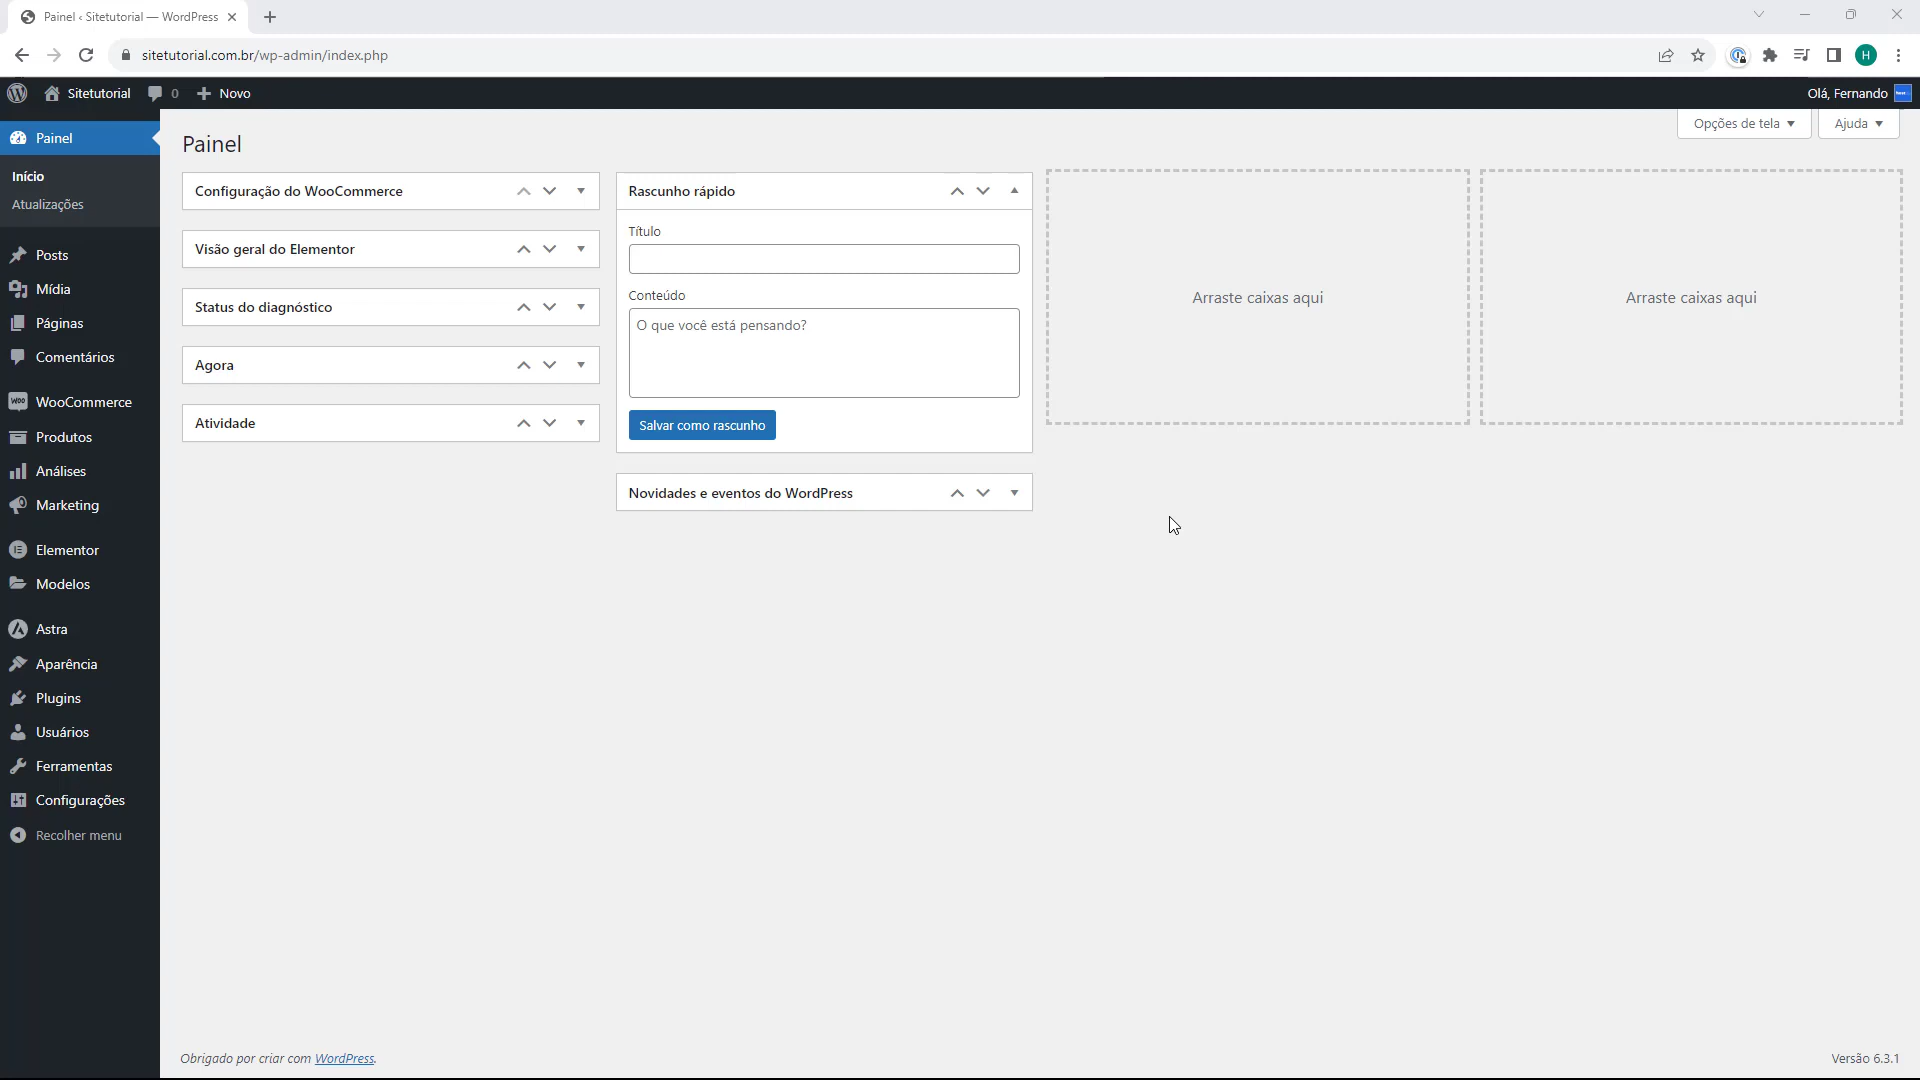 Painel ‹ Sitetutorial — WordPress
sitetutorial.com.br/wp-admin/index.php
H
Sitetutorial
0
Novo
Olá, Fernando
Painel
Início
Atualizações
Posts
Mídia
Páginas
Comentários
WooCommerce
Produtos
Análises
Marketing
Elementor
Modelos
Astra
Aparência
Plugins
Usuários
Ferramentas
Configurações
Recolher menu
Opções de tela
Ajuda
Painel
Configuração do WooCommerce
Visão geral do Elementor
Status do diagnóstico
Agora
Atividade
Rascunho rápido
Título
Conteúdo
O que você está pensando?
Salvar como rascunho
Novidades e eventos do WordPress
Arraste caixas aqui
Arraste caixas aqui
Obrigado por criar com WordPress.
Versão 6.3.1